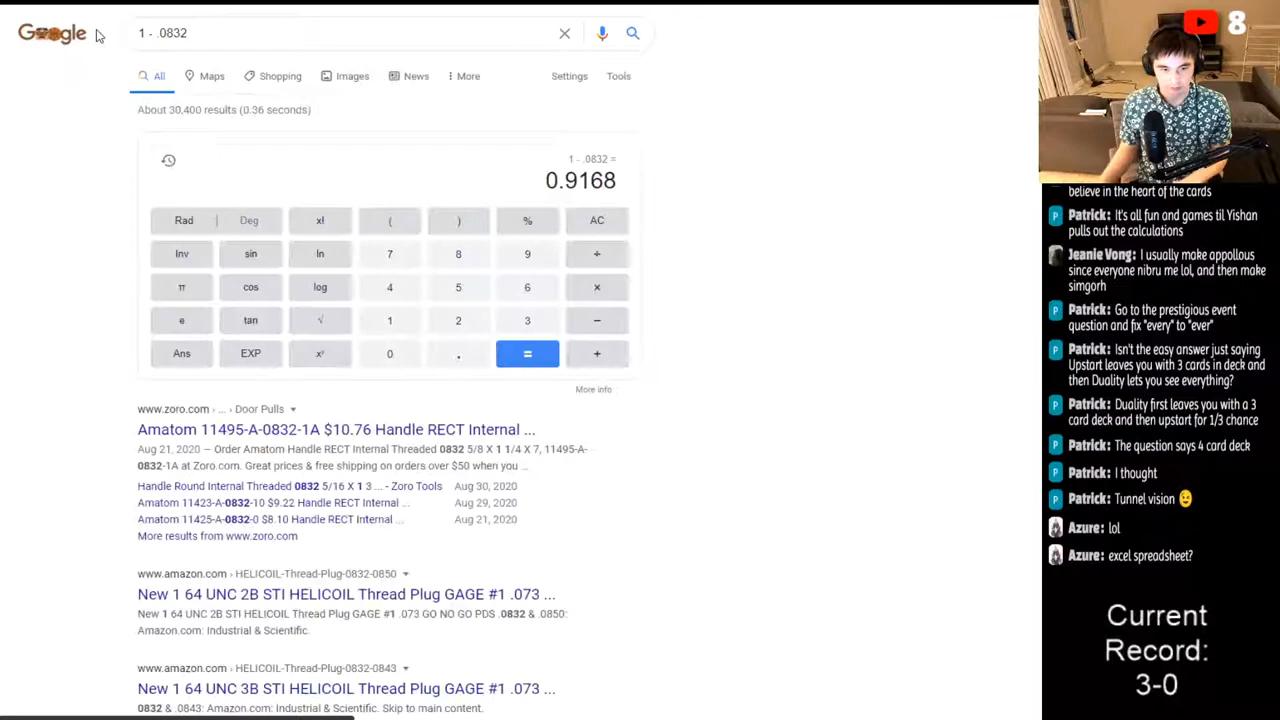 Google
1 - .0832
All
Maps
Shopping
Images
News
More
Settings
Tools
About 30,400 results (0.36 seconds)
1 - .0832 =
0.9168
Rad Deg x! ( ) % AC
Inv sin ln 7 8 9 ÷
π cos log 4 5 6 ×
e tan √ 1 2 3 −
Ans EXP xʸ 0 . = +
More info
www.zoro.com › ... › Door Pulls
Amatom 11495-A-0832-1A $10.76 Handle RECT Internal ...
Aug 21, 2020 — Order Amatom Handle RECT Internal Threaded 0832 5/8 X 1 1/4 X 7, 11495-A-
0832-1A at Zoro.com. Great prices & free shipping on orders over $50 when you ...
Handle Round Internal Threaded 0832 5/16 X 1 3 ... - Zoro Tools Aug 30, 2020
Amatom 11423-A-0832-10 $9.22 Handle RECT Internal ... Aug 29, 2020
Amatom 11425-A-0832-0 $8.10 Handle RECT Internal ... Aug 21, 2020
More results from www.zoro.com
www.amazon.com › HELICOIL-Thread-Plug-0832-0850
New 1 64 UNC 2B STI HELICOIL Thread Plug GAGE #1 .073 ...
New 1 64 UNC 2B STI HELICOIL Thread Plug GAGE #1 .073 GO NO GO PDS .0832 & .0850:
Amazon.com: Industrial & Scientific.
www.amazon.com › HELICOIL-Thread-Plug-0832-0843
New 1 64 UNC 3B STI HELICOIL Thread Plug GAGE #1 .073 ...
0832 & .0843: Amazon.com: Industrial & Scientific. Skip to main content.
8
believe in the heart of the cards
P Patrick: It's all fun and games til Yishan
pulls out the calculations
Jeanie Vong: I usually make appollous
since everyone nibru me lol, and then make
simgorh
P Patrick: Go to the prestigious event
question and fix "every" to "ever"
P Patrick: Isn't the easy answer just saying
Upstart leaves you with 3 cards in deck and
then Duality lets you see everything?
P Patrick: Duality first leaves you with a 3
card deck and then upstart for 1/3 chance
P Patrick: The question says 4 card deck
P Patrick: I thought
P Patrick: Tunnel vision 😉
Azure: lol
Azure: excel spreadsheet?
Current
Record:
3-0